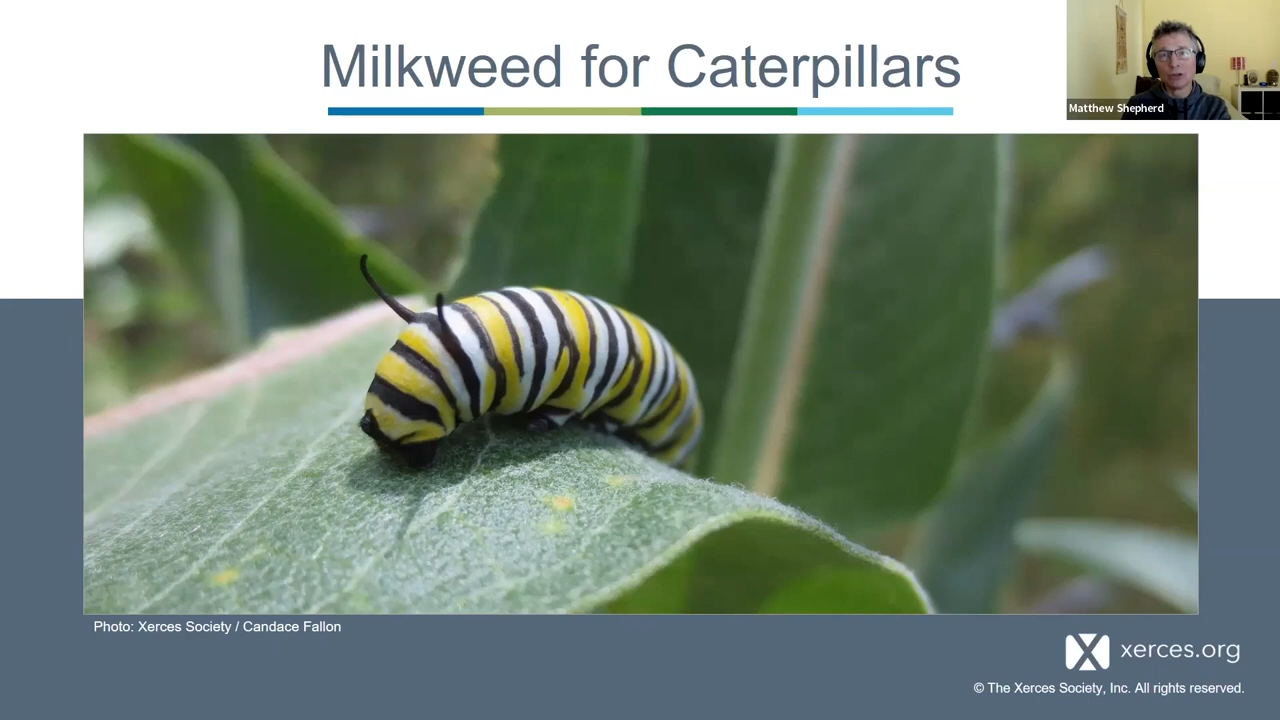 Milkweed for Caterpillars
Matthew Shepherd
Photo: Xerces Society / Candace Fallon
xerces.org
© The Xerces Society, Inc. All rights reserved.